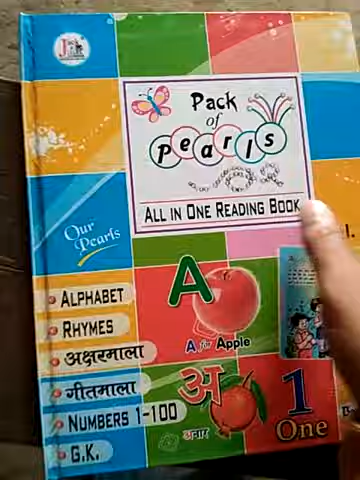 Pack
of
Pearls
ALL IN ONE READING BOOK
Our
Pearls
ALPHABET
RHYMES
अक्षरमाला
गीतमाला
NUMBERS 1-100
G.K.
A
A for Apple
अ
अनार
1
One